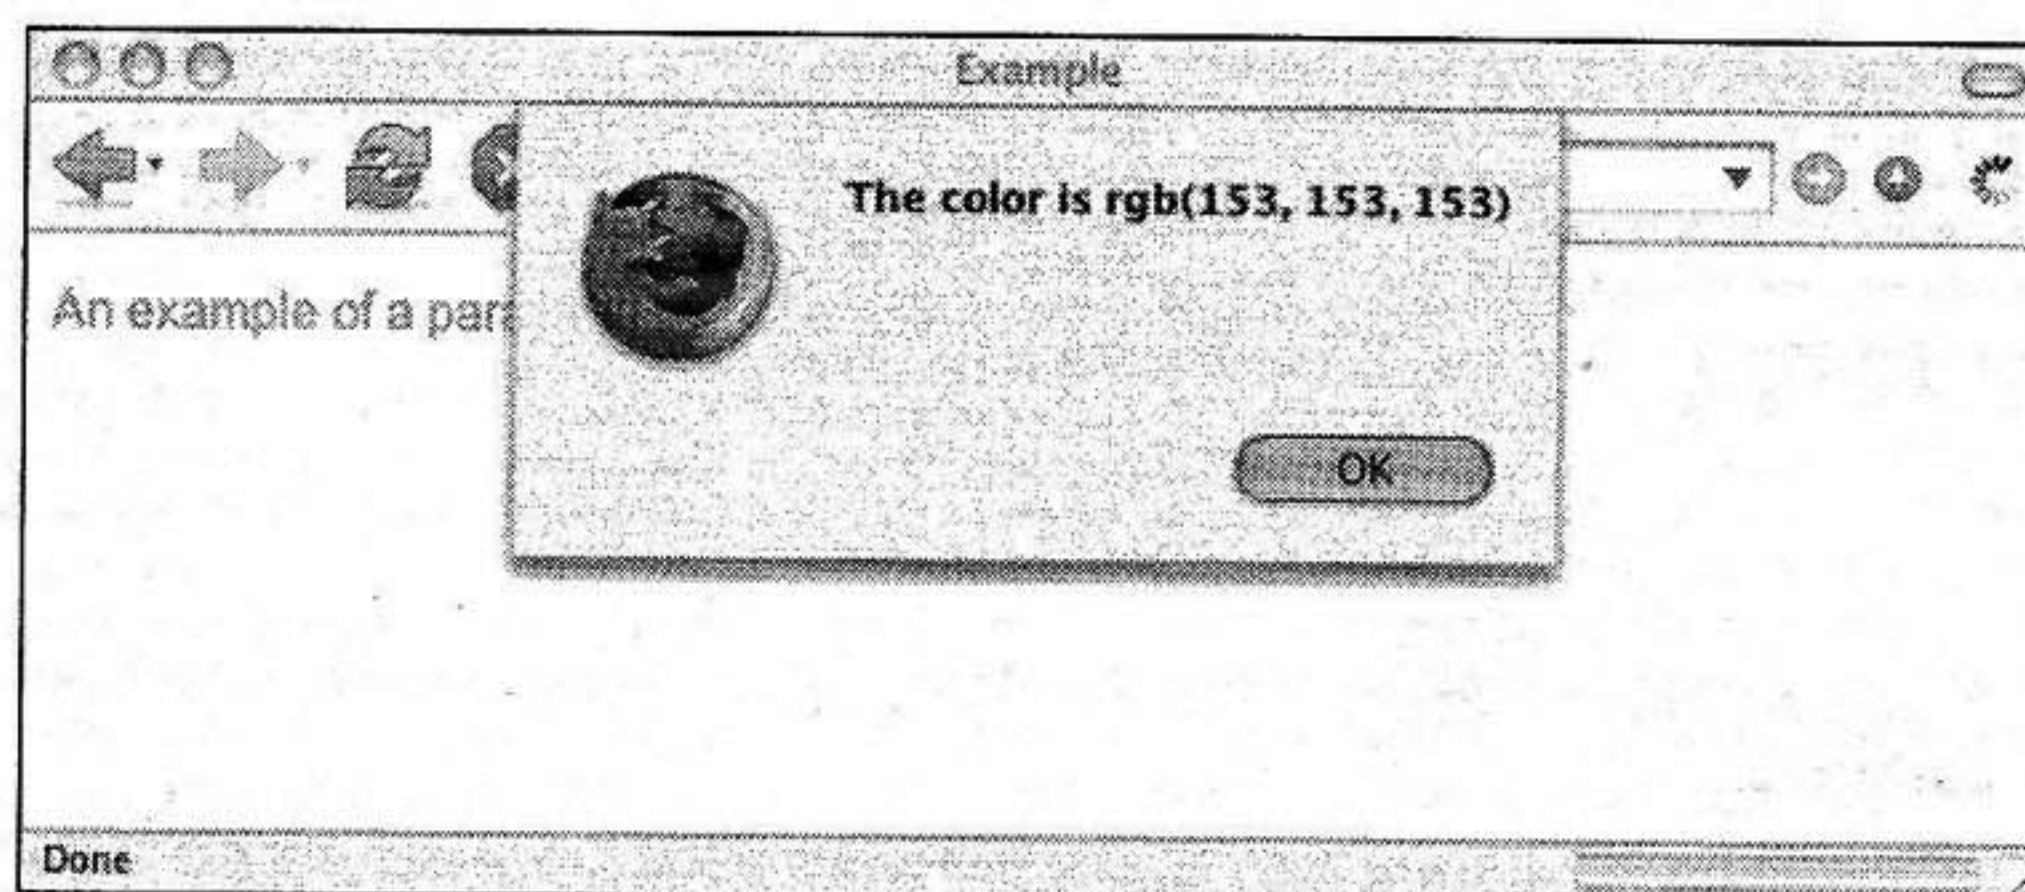 Example
The color is rgb(153, 153, 153)
An example of a par
OK
Done